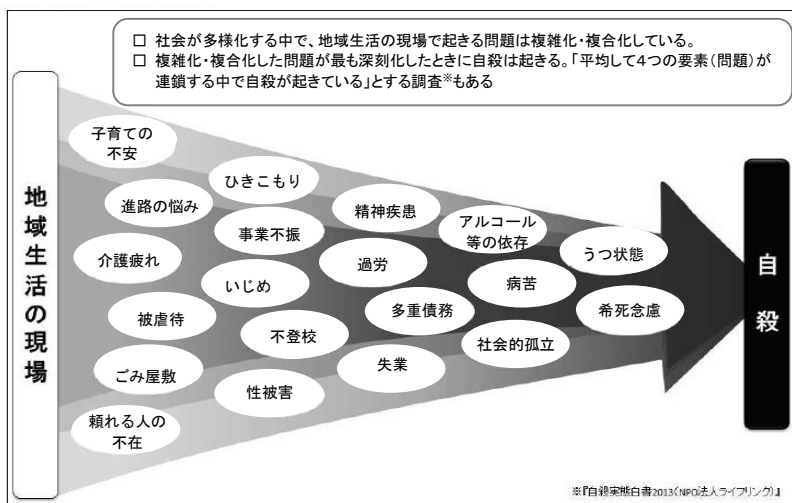 □ 社会が多様化する中で、地域生活の現場で起きる問題は複雑化・複合化している。
□ 複雑化・複合化した問題が最も深刻化したときに自殺は起きる。「平均して4つの要素(問題)が
連鎖する中で自殺が起きている」とする調査※もある
地域生活の現場
子育ての
不安
進路の悩み
介護疲れ
被虐待
ごみ屋敷
頼れる人の
不在
ひきこもり
事業不振
いじめ
不登校
性被害
精神疾患
過労
多重債務
失業
アルコール
等の依存
病苦
社会的孤立
うつ状態
希死念慮
自殺
※『自殺実態白書2013(NPO法人ライフリンク)』